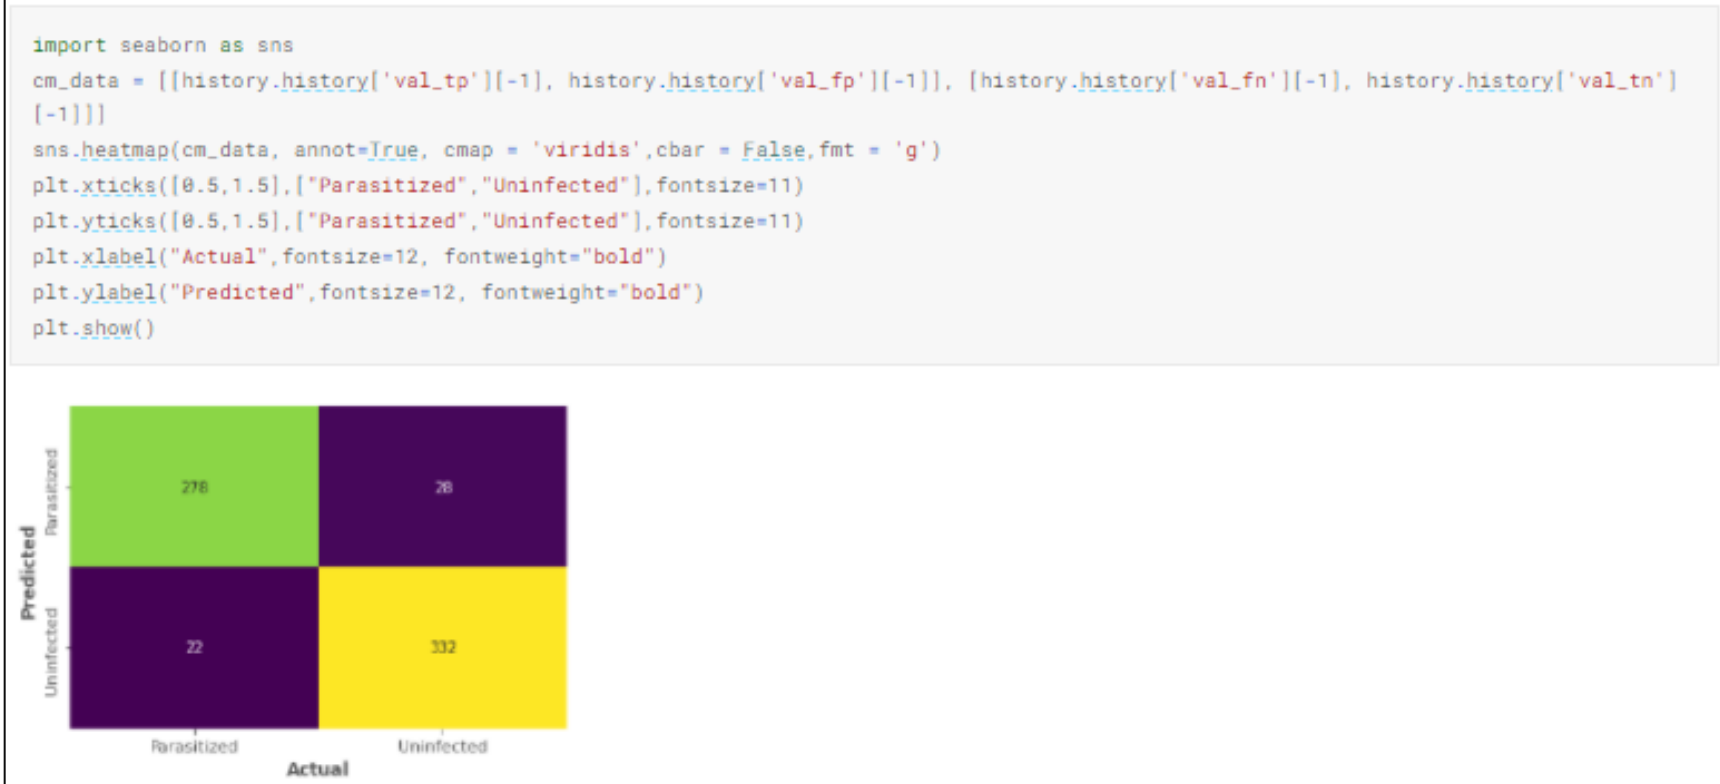 import seaborn as sns
cm_data = [[history.history['val_tp'][-1], history.history['val_fp'][-1]], [history.history['val_fn'][-1], history.history['val_tn']
[-1]]]
sns.heatmap(cm_data, annot=True, cmap = 'viridis',cbar = False,fmt = 'g')
plt.xticks([0.5,1.5],["Parasitized","Uninfected"],fontsize=11)
plt.yticks([0.5,1.5],["Parasitized","Uninfected"],fontsize=11)
plt.xlabel("Actual",fontsize=12, fontweight="bold")
plt.ylabel("Predicted",fontsize=12, fontweight="bold")
plt.show()
Predicted
Parasitized
Uninfected
278
28
22
332
Parasitized
Uninfected
Actual